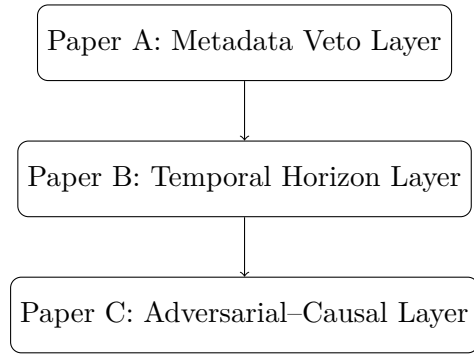 Paper A: Metadata Veto Layer
Paper B: Temporal Horizon Layer
Paper C: Adversarial–Causal Layer